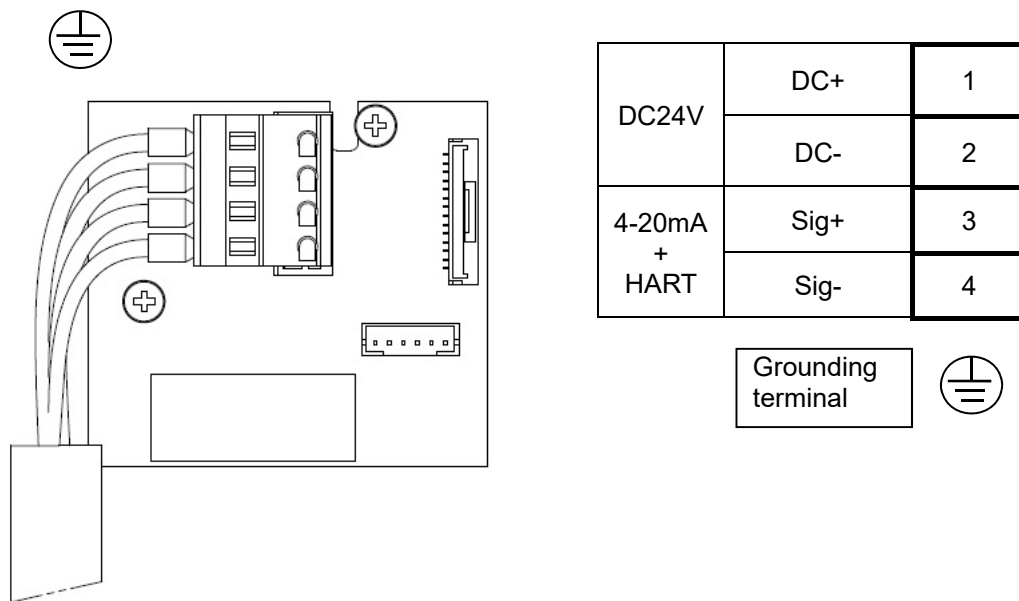 DC24V
DC+
1
DC-
2
4-20mA
+
HART
Sig+
3
Sig-
4
Grounding
terminal